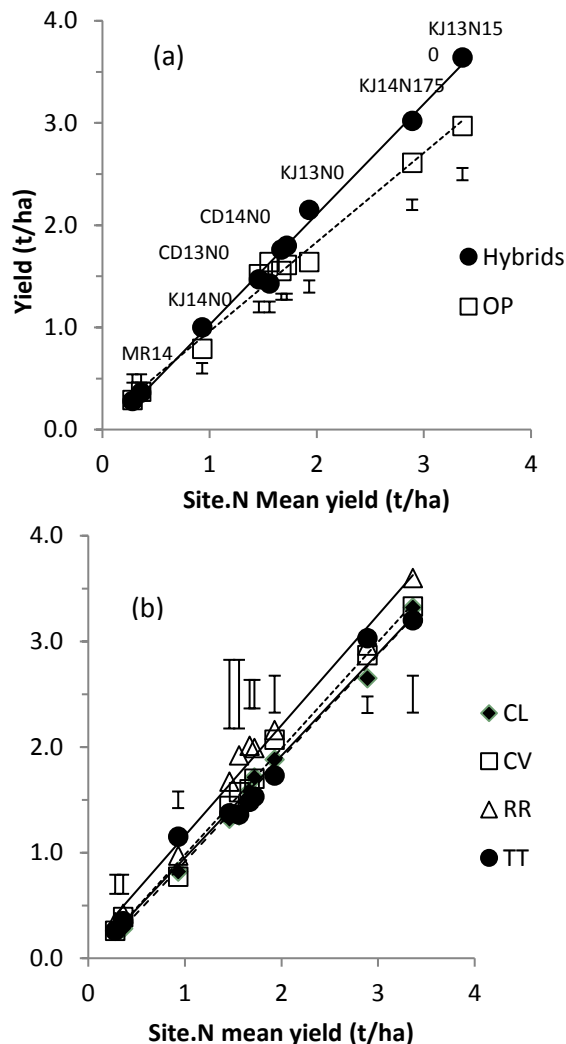 4.0
3.0
2.0
1.0
0.0
Yield (t/ha)
(a)
KJ13N15
0
KJ14N175
KJ13N0
CD14N0
CD13N0
KJ14N0
MR14
Hybrids
OP
0 1 2 3 4
Site.N Mean yield (t/ha)
4.0
3.0
2.0
1.0
0.0
(b)
CL
CV
RR
TT
0 1 2 3 4
Site.N mean yield (t/ha)